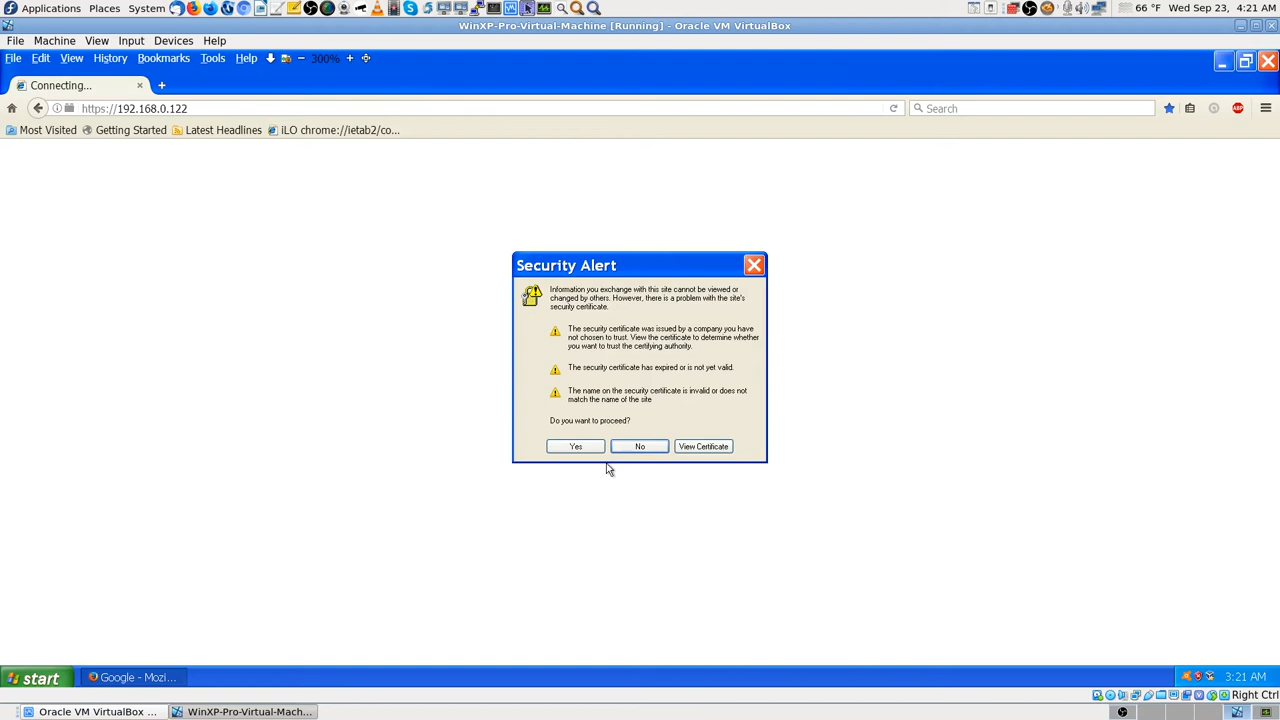 Applications Places System 66 °F Wed Sep 23, 4:21 AM
WinXP-Pro-Virtual-Machine [Running] - Oracle VM VirtualBox
File Machine View Input Devices Help
File Edit View History Bookmarks Tools Help 300%
Connecting...
https://192.168.0.122 Search
Most Visited Getting Started Latest Headlines iLO chrome://ietab2/co...
Security Alert
Information you exchange with this site cannot be viewed or
changed by others. However, there is a problem with the site's
security certificate.
The security certificate was issued by a company you have
not chosen to trust. View the certificate to determine whether
you want to trust the certifying authority.
The security certificate has expired or is not yet valid.
The name on the security certificate is invalid or does not
match the name of the site
Do you want to proceed?
Yes No View Certificate
start Google - Mozi... 3:21 AM
Right Ctrl
Oracle VM VirtualBox ... WinXP-Pro-Virtual-Mach...